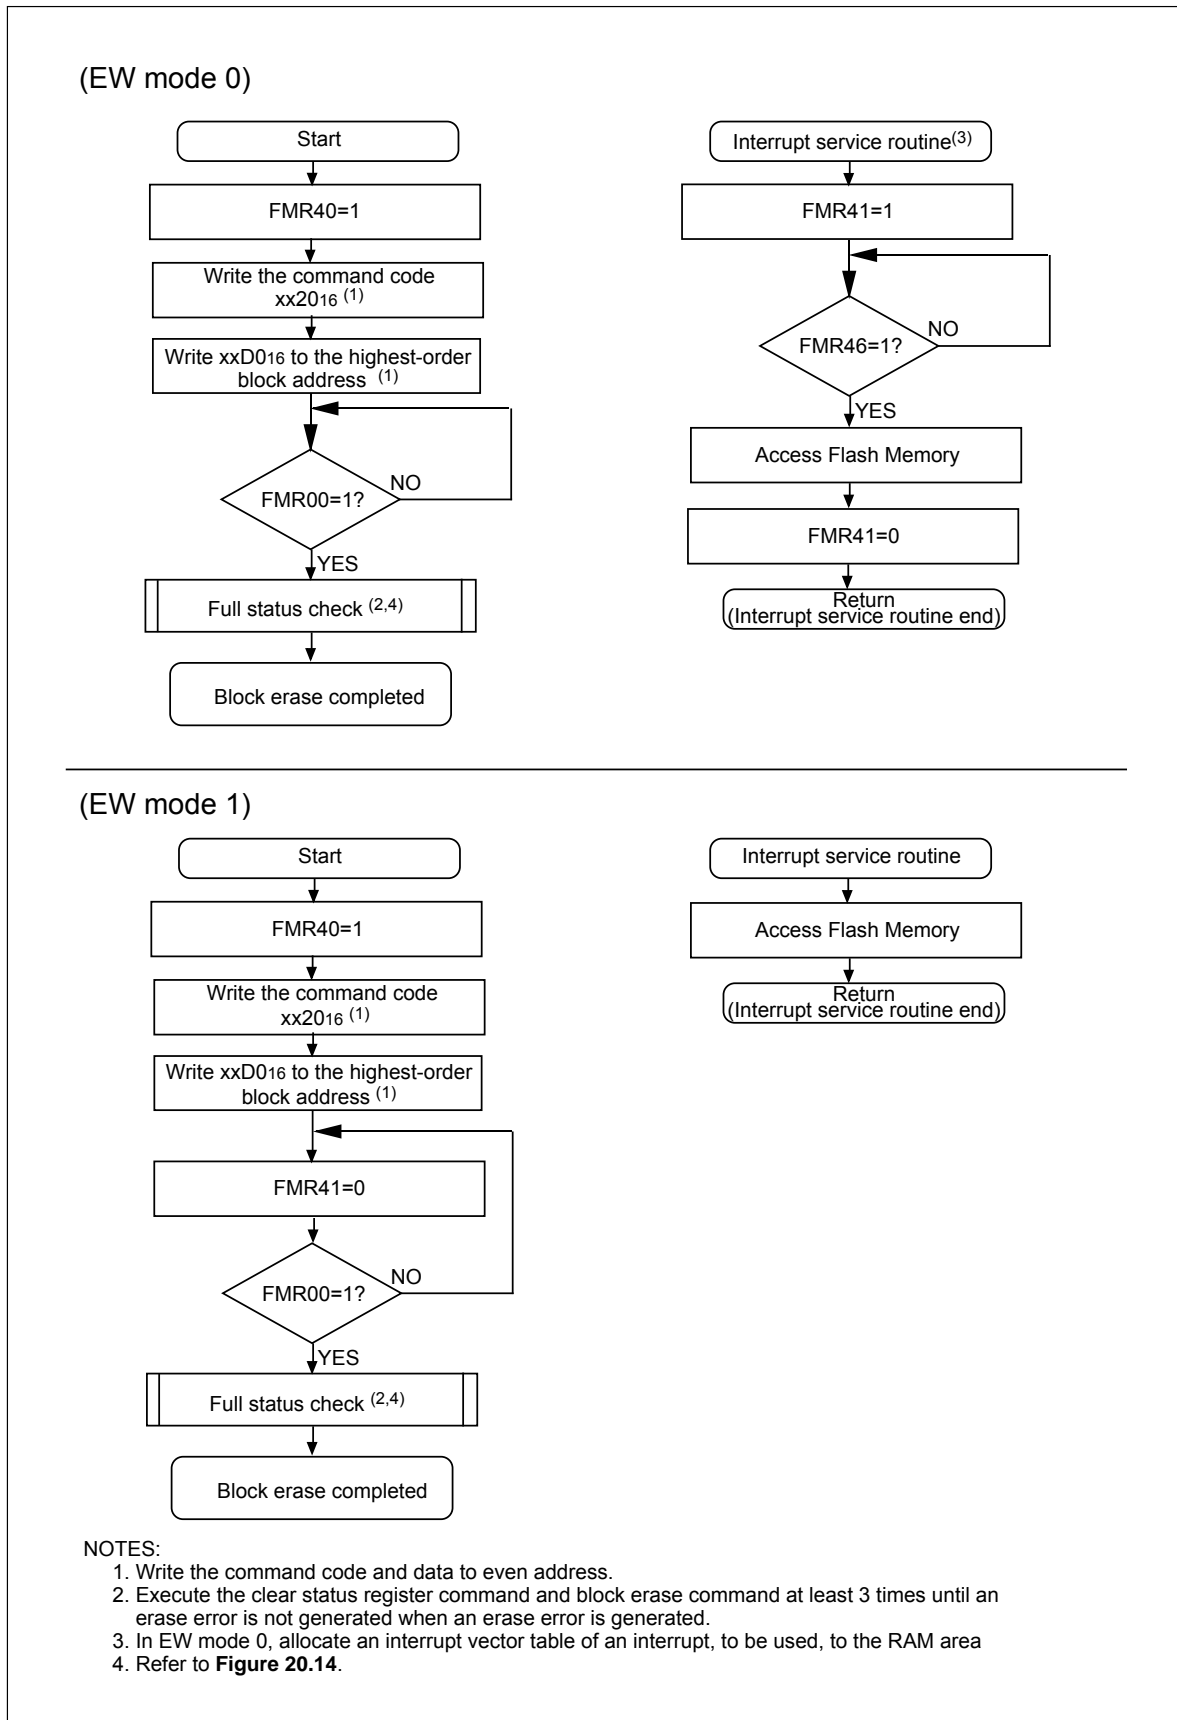 (EW mode 0)
Start
FMR40=1
Write the command code
xx2016 (1)
Write xxD016 to the highest-order
block address (1)
FMR00=1?
NO
YES
Full status check (2,4)
Block erase completed
Interrupt service routine(3)
FMR41=1
FMR46=1?
NO
YES
Access Flash Memory
FMR41=0
Return
(Interrupt service routine end)
(EW mode 1)
Start
FMR40=1
Write the command code
xx2016 (1)
Write xxD016 to the highest-order
block address (1)
FMR41=0
FMR00=1?
NO
YES
Full status check (2,4)
Block erase completed
Interrupt service routine
Access Flash Memory
Return
(Interrupt service routine end)
NOTES:
1. Write the command code and data to even address.
2. Execute the clear status register command and block erase command at least 3 times until an
erase error is not generated when an erase error is generated.
3. In EW mode 0, allocate an interrupt vector table of an interrupt, to be used, to the RAM area
4. Refer to Figure 20.14.